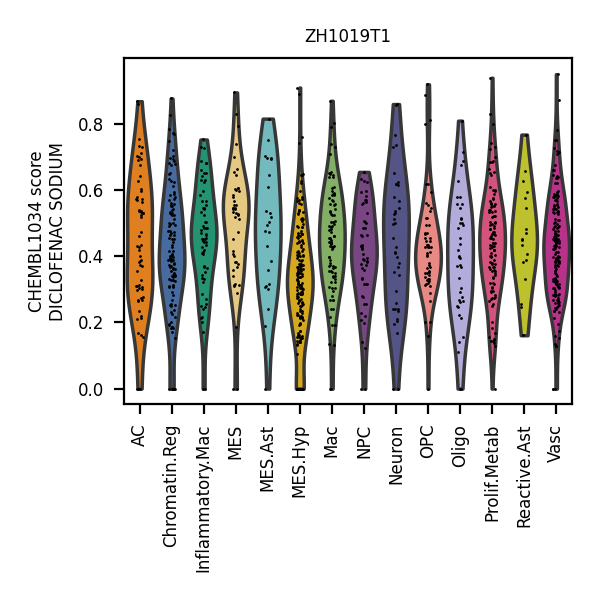 ZH1019T1
CHEMBL1034 score
DICLOFENAC SODIUM
0.8
0.6
0.4
0.2
0.0
AC
Chromatin.Reg
Inflammatory.Mac
MES
MES.Ast
MES.Hyp
Mac
NPC
Neuron
OPC
Oligo
Prolif.Metab
Reactive.Ast
Vasc